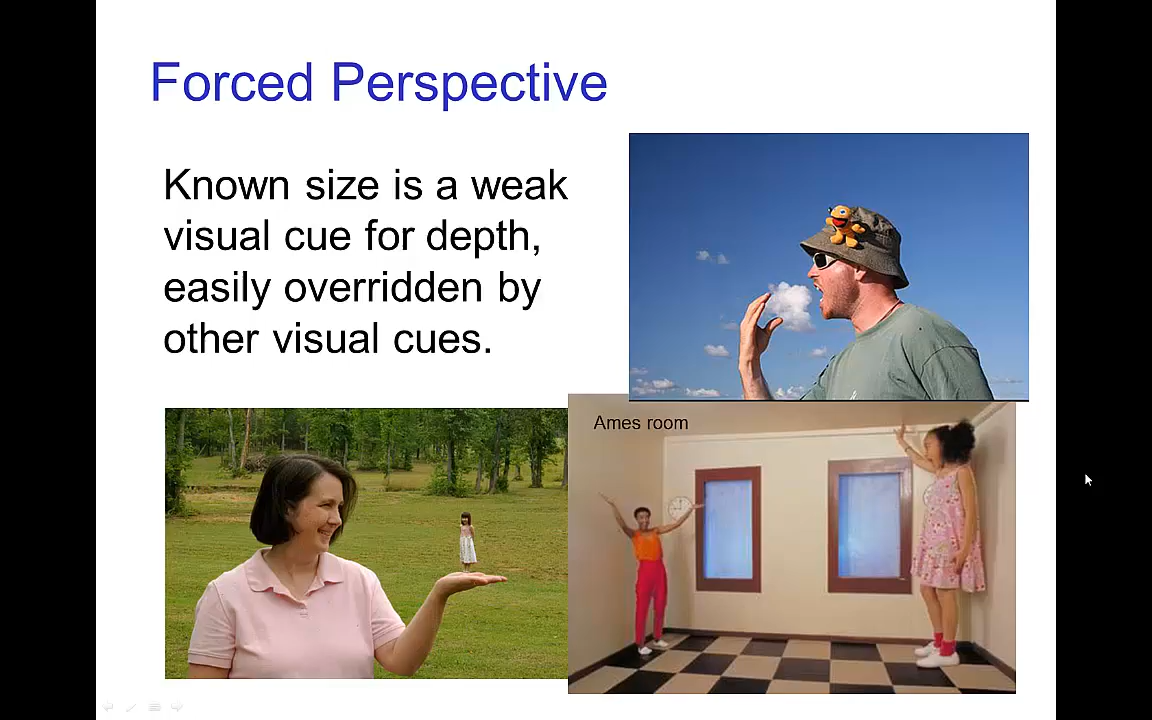 Forced Perspective
Known size is a weak
visual cue for depth,
easily overridden by
other visual cues.
Ames room